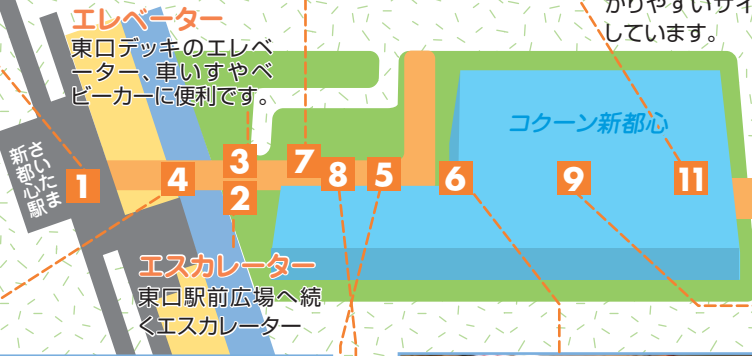 エレベーター
東口デッキのエレベ
ーター、車いすやベ
ビーカーに便利です。
がりやすいサイ
しています。
コクーン新都心
さいたま
新都心駅
1
4
3
2
7
8
5
6
9
11
エスカレーター
東口駅前広場へ続
くエスカレーター